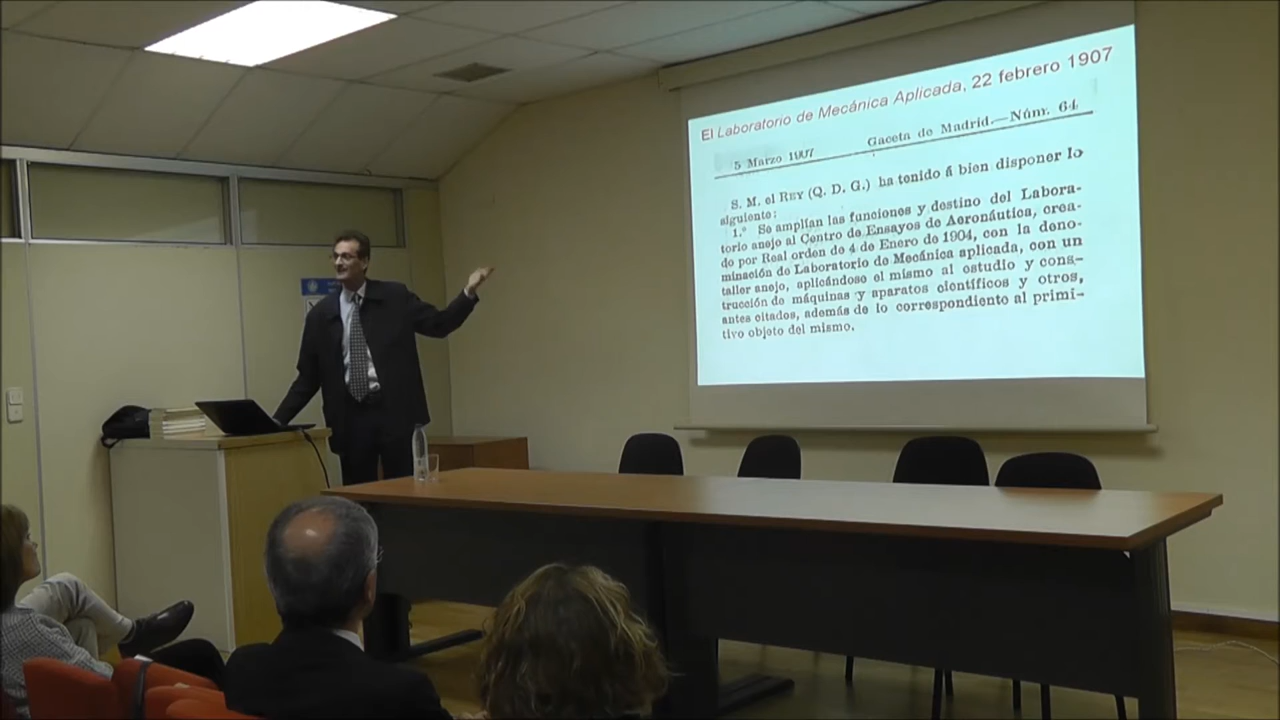 El Laboratorio de Mecánica Aplicada, 22 febrero 1907
5 Marzo 1907 Gaceta de Madrid.—Núm. 64
S. M. el REY (Q. D. G.) ha tenido á bien disponer lo
siguiente:
1.º Se amplían las funciones y destino del Labora-
torio anejo al Centro de Ensayos de Aeronáutica, crea-
do por Real orden de 4 de Enero de 1904, con la deno-
minación de Laboratorio de Mecánica aplicada, con un
taller anejo, aplicándose el mismo al estudio y cons-
trucción de máquinas y aparatos científicos y otros,
antes citados, además de lo correspondiente al primi-
tivo objeto del mismo.